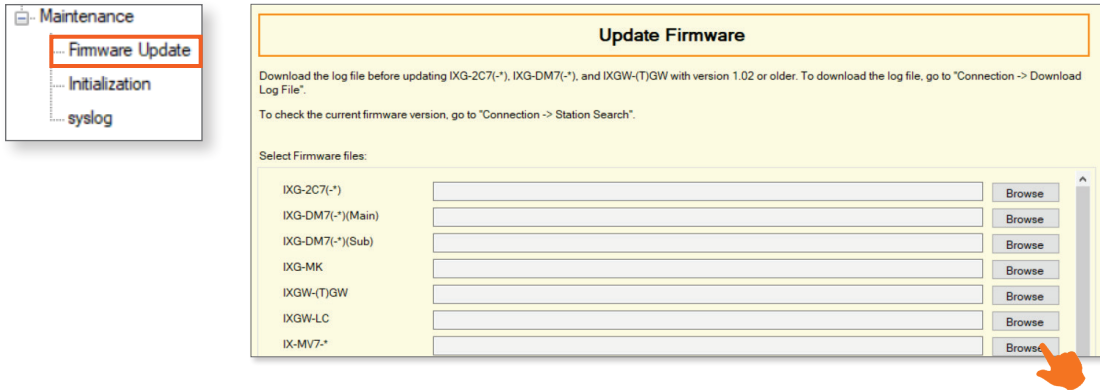 Maintenance
Firmware Update
Initialization
syslog
Update Firmware
Download the log file before updating IXG-2C7(-*), IXG-DM7(-*), and IXGW-(T)GW with version 1.02 or older. To download the log file, go to "Connection -> Download
Log File".
To check the current firmware version, go to "Connection -> Station Search".
Select Firmware files:
IXG-2C7(-*) Browse
IXG-DM7(-*)(Main) Browse
IXG-DM7(-*)(Sub) Browse
IXG-MK Browse
IXGW-(T)GW Browse
IXGW-LC Browse
IX-MV7-* Browse